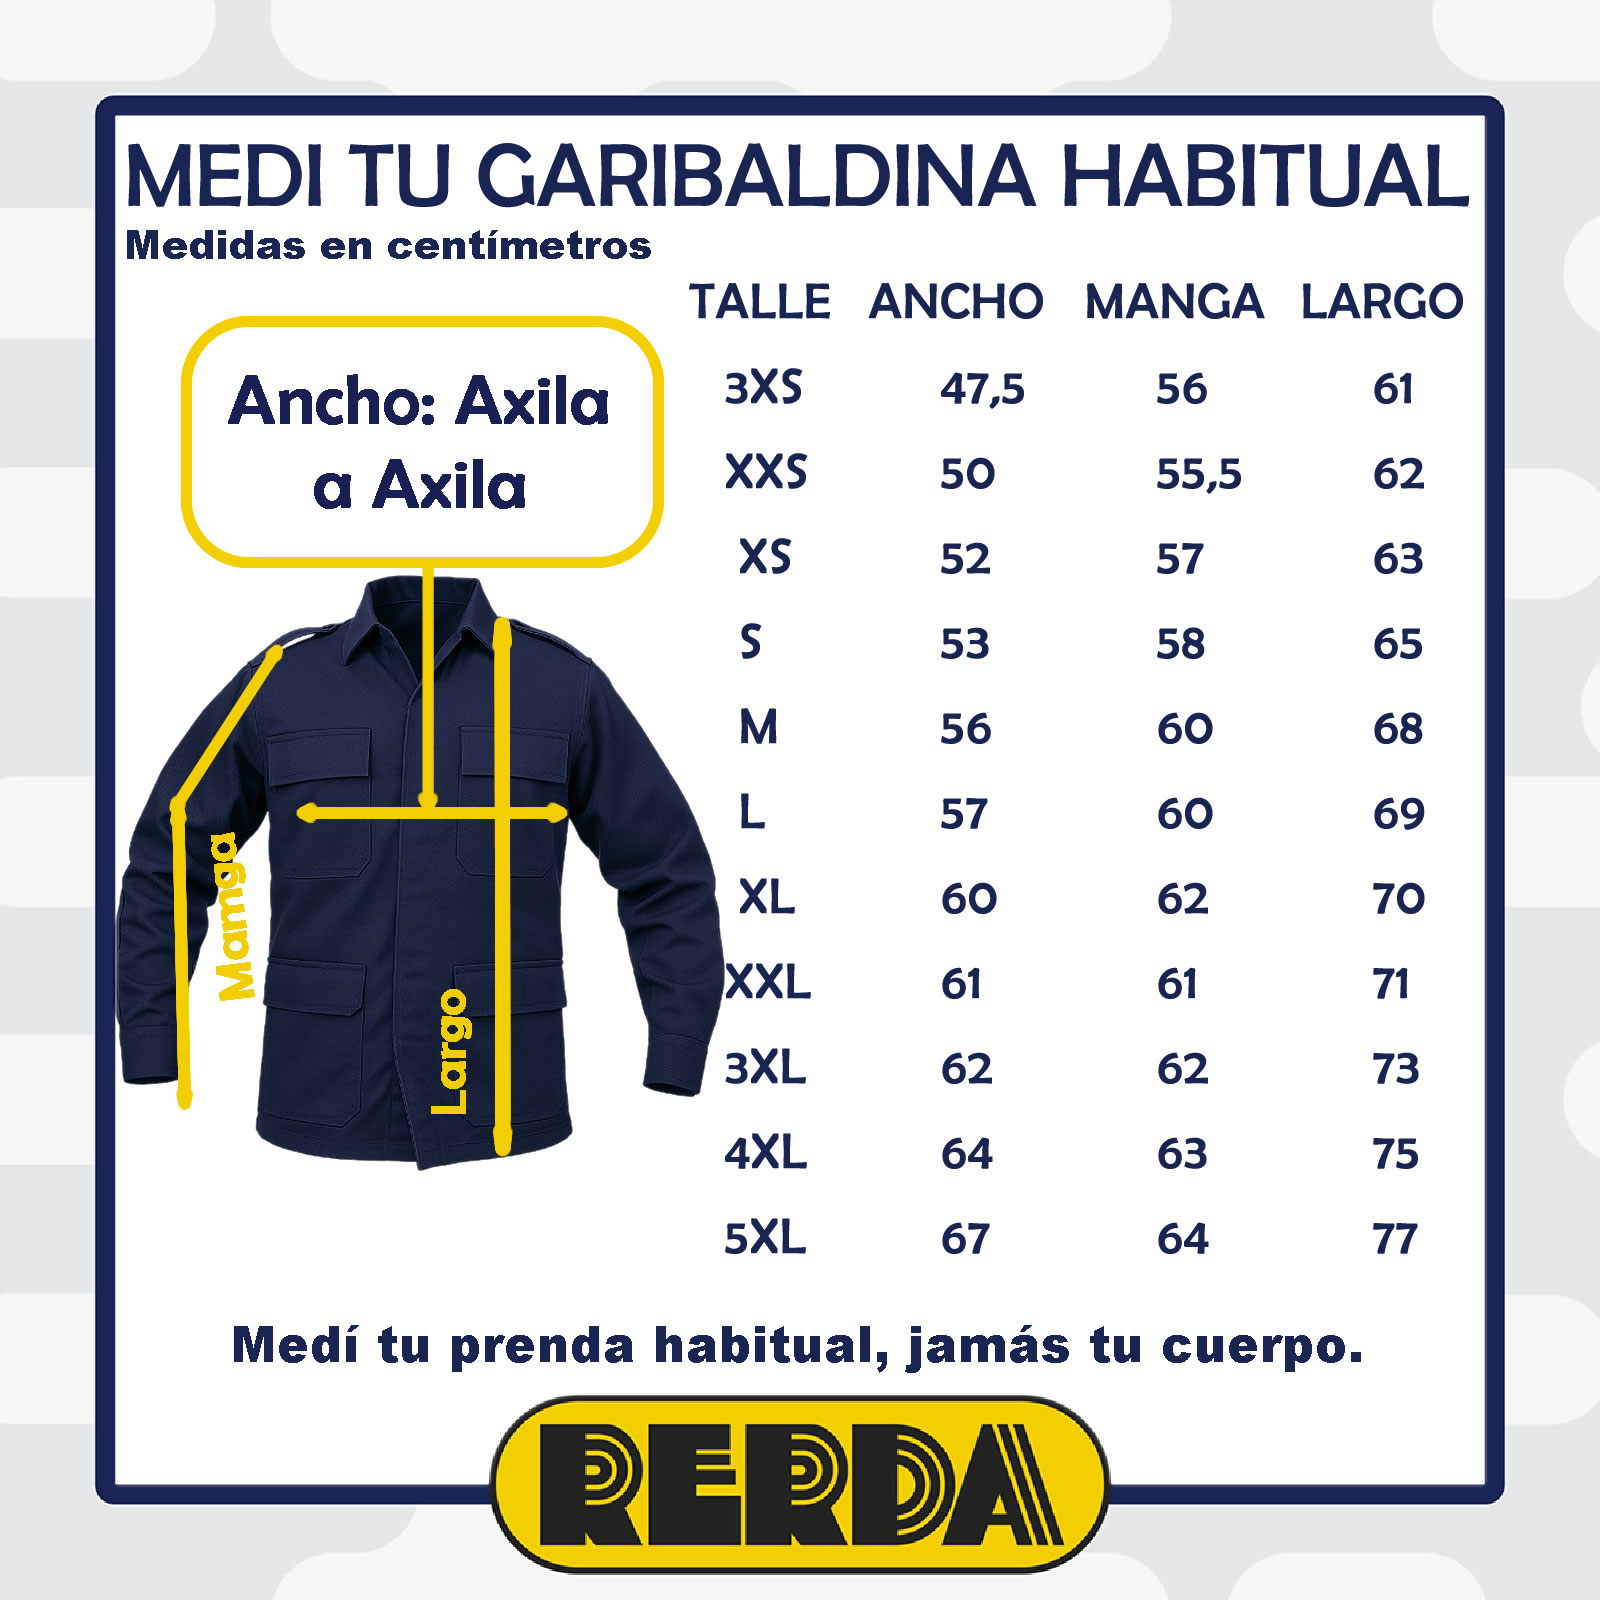 MEDI TU GARIBALDINA HABITUAL
Medidas en centímetros
TALLE ANCHO MANGA LARGO
Ancho: Axila
a Axila
3XS 47,5 56 61
XXS 50 55,5 62
XS 52 57 63
S 53 58 65
M 56 60 68
L 57 60 69
XL 60 62 70
XXL 61 61 71
3XL 62 62 73
4XL 64 63 75
5XL 67 64 77
Mamga
Largo
Medí tu prenda habitual, jamás tu cuerpo.
RERDA